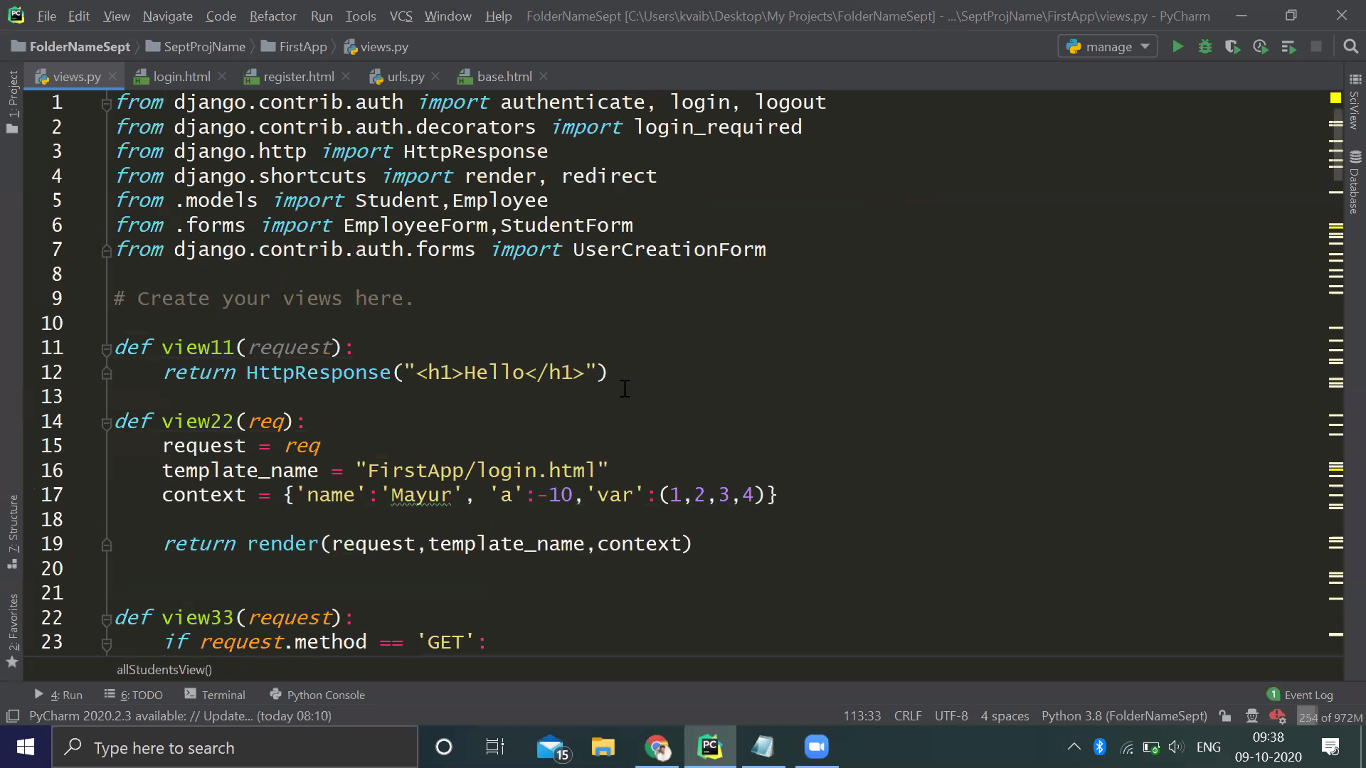 PC File Edit View Navigate Code Refactor Run Tools VCS Window Help FolderNameSept [C:\Users\kvaib\Desktop\My Projects\FolderNameSept] - ...\SeptProjName\FirstApp\views.py - PyCharm
FolderNameSept SeptProjName FirstApp views.py manage
views.py login.html register.html urls.py base.html
1: Project
SciView
Database
7: Structure
2: Favorites
1 from django.contrib.auth import authenticate, login, logout
2 from django.contrib.auth.decorators import login_required
3 from django.http import HttpResponse
4 from django.shortcuts import render, redirect
5 from .models import Student,Employee
6 from .forms import EmployeeForm,StudentForm
7 from django.contrib.auth.forms import UserCreationForm
8
9 # Create your views here.
10
11 def view11(request):
12 return HttpResponse("<h1>Hello</h1>")
13
14 def view22(req):
15 request = req
16 template_name = "FirstApp/login.html"
17 context = {'name':'Mayur', 'a':-10,'var':(1,2,3,4)}
18
19 return render(request,template_name,context)
20
21
22 def view33(request):
23 if request.method == 'GET':
allStudentsView()
4: Run 6: TODO Terminal Python Console 1 Event Log
PyCharm 2020.2.3 available: // Update... (today 08:10) 113:33 CRLF UTF-8 4 spaces Python 3.8 (FolderNameSept) 254 of 972M
Type here to search 15 PC ENG 09:38
09-10-2020